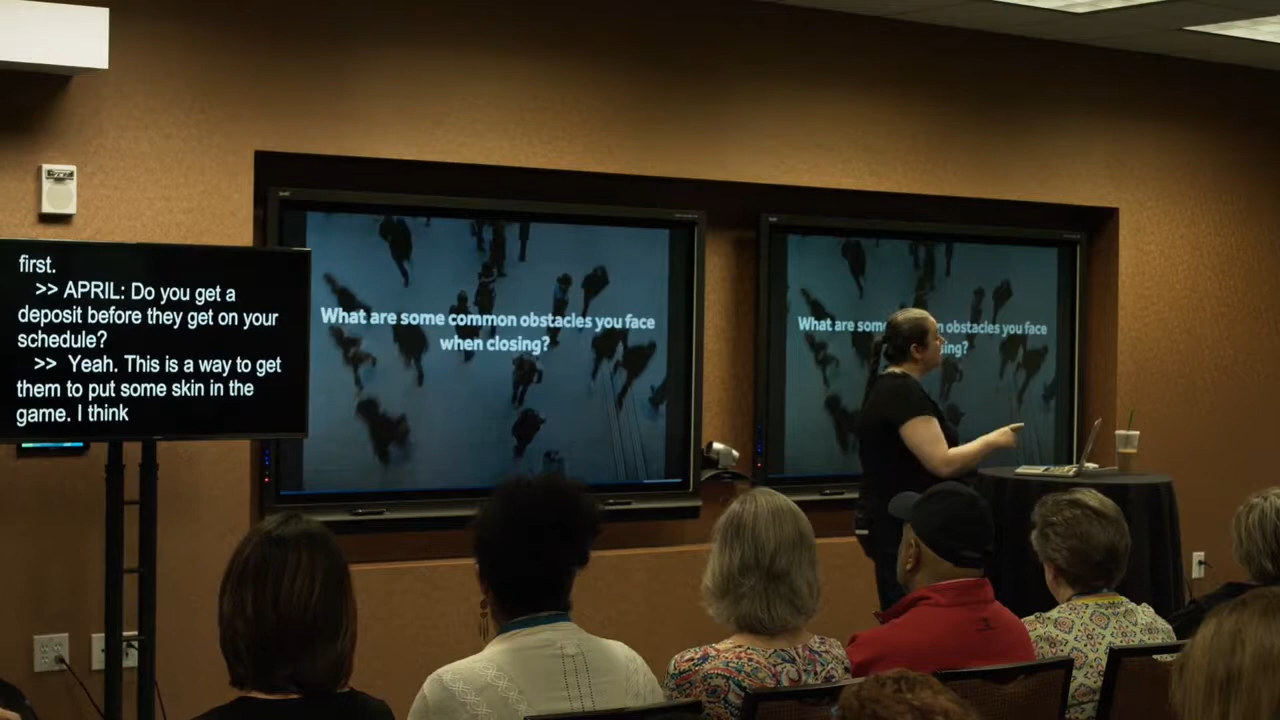 first.
>> APRIL: Do you get a
deposit before they get on your
schedule?
>> Yeah. This is a way to get
them to put some skin in the
game. I think
What are some common obstacles you face
when closing?
What are some obstacles you face